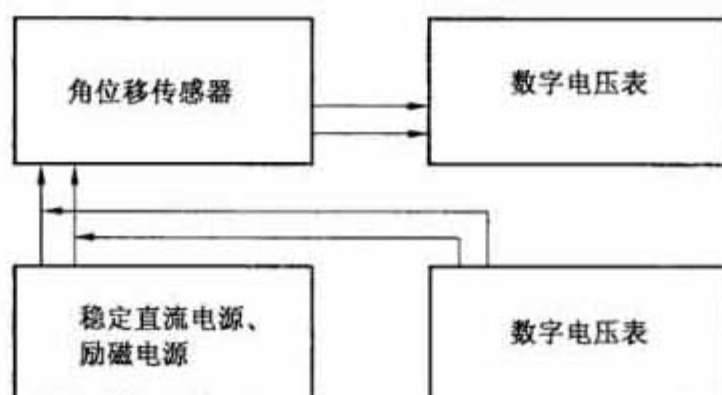 角位移传感器
数字电压表
稳定直流电源、
励磁电源
数字电压表